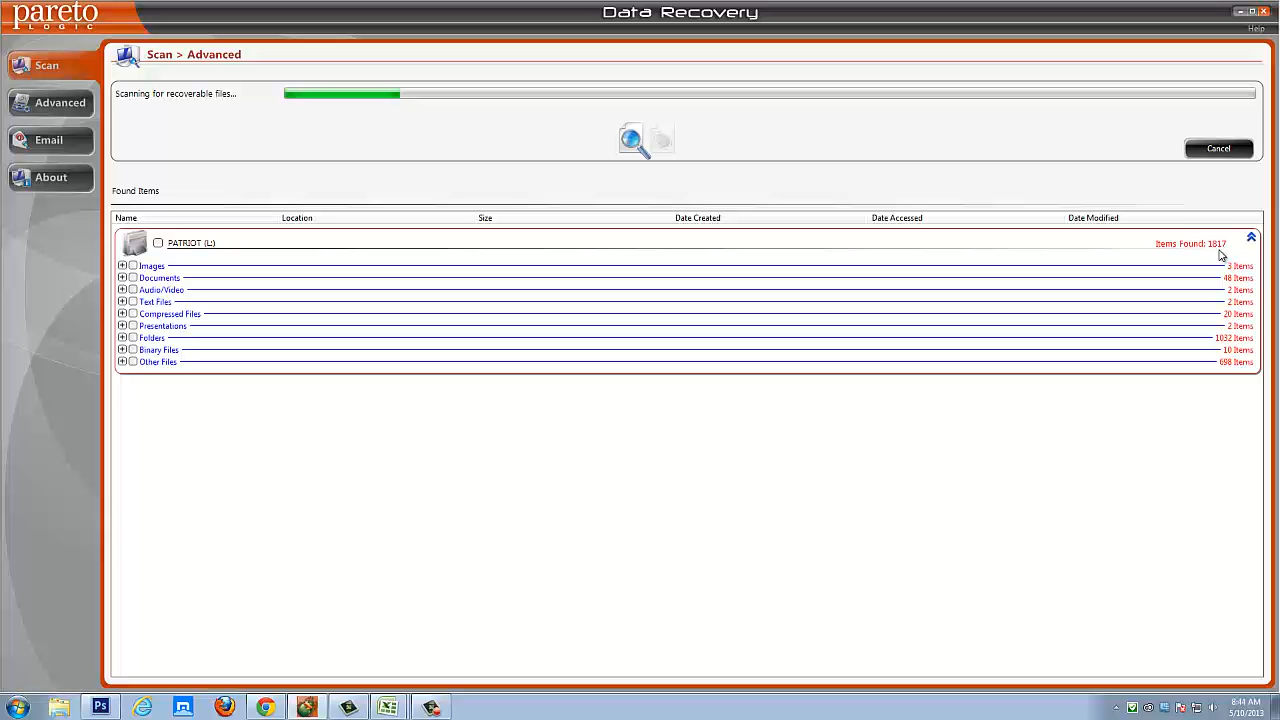 pareto
LOGIC
Data Recovery
Help
Scan
Advanced
Email
About
Scan > Advanced
Scanning for recoverable files...
Cancel
Found Items
Name Location Size Date Created Date Accessed Date Modified
PATRIOT (L:) Items Found: 1817
Images 3 Items
Documents 48 Items
Audio/Video 2 Items
Text Files 2 Items
Compressed Files 20 Items
Presentations 2 Items
Folders 1032 Items
Binary Files 10 Items
Other Files 698 Items
Ps
8:44 AM
5/10/2013